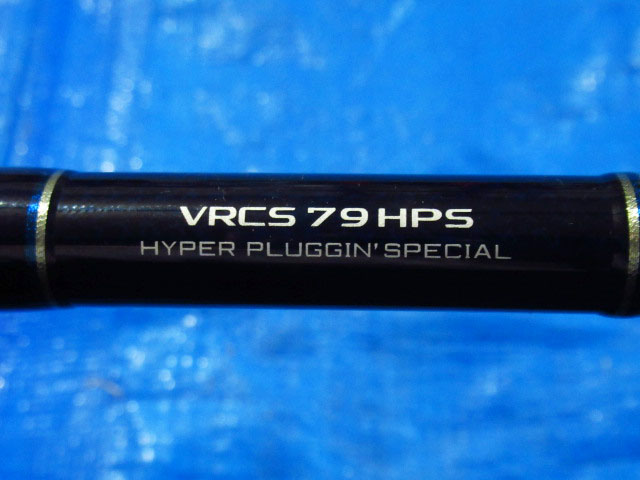 VRCS 79 HPS
HYPER PLUGGIN' SPECIAL